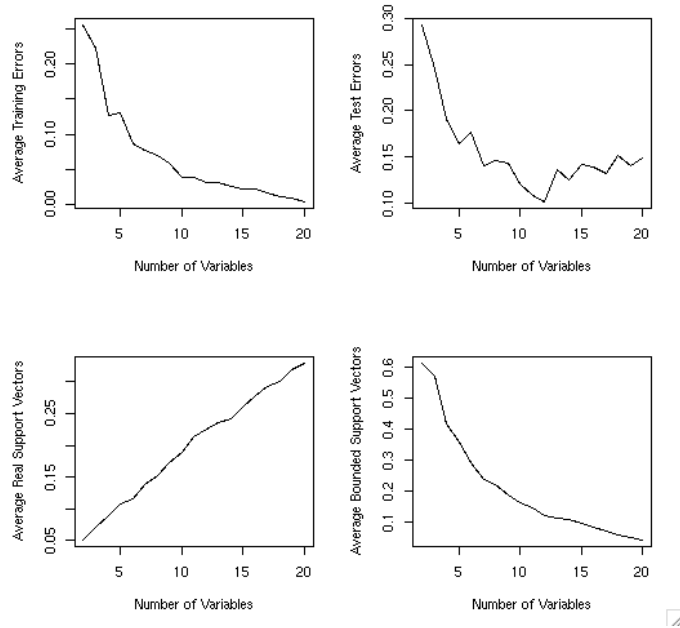 Average Training Errors
0.20
0.10
0.00
5 10 15 20
Number of Variables
Average Test Errors
0.30
0.25
0.20
0.15
0.10
5 10 15 20
Number of Variables
Average Real Support Vectors
0.25
0.15
0.05
5 10 15 20
Number of Variables
Average Bounded Support Vectors
0.6
0.5
0.4
0.3
0.2
0.1
5 10 15 20
Number of Variables